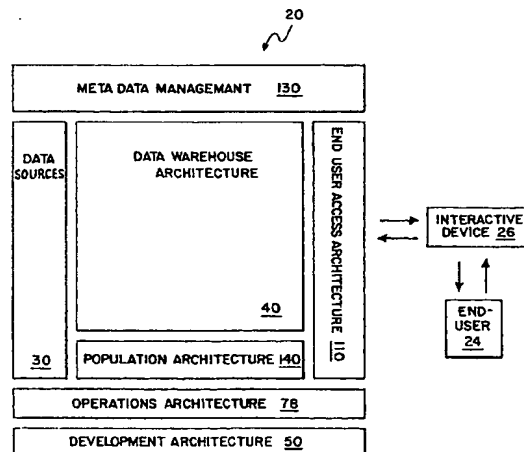 20
META DATA MANAGEMANT 130
DATA
SOURCES
30
DATA WAREHOUSE
ARCHITECTURE
40
END USER ACCESS ARCHITECTURE 110
POPULATION ARCHITECTURE 140
OPERATIONS ARCHITECTURE 78
DEVELOPMENT ARCHITECTURE 50
INTERACTIVE
DEVICE 26
END-
USER
24